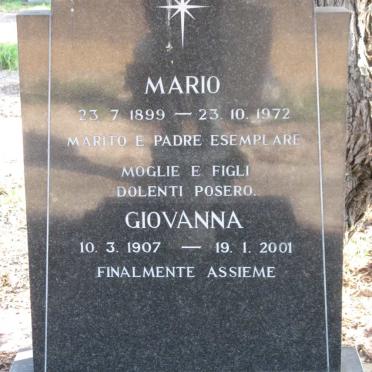 MARIO
23. 7. 1899 — 23. 10. 1972
MARITO E PADRE ESEMPLARE
MOGLIE E FIGLI
DOLENTI POSERO.
GIOVANNA
10. 3. 1907 — 19. 1. 2001
FINALMENTE ASSIEME